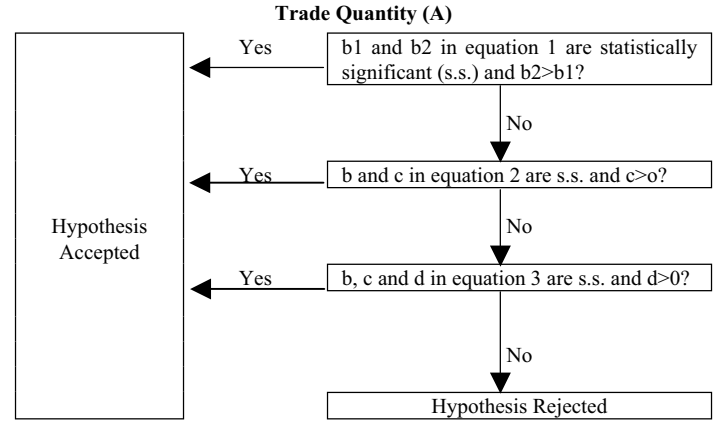 Trade Quantity (A)
Yes
b1 and b2 in equation 1 are statistically
significant (s.s.) and b2>b1?
No
Yes
b and c in equation 2 are s.s. and c>o?
Hypothesis
Accepted
No
Yes
b, c and d in equation 3 are s.s. and d>0?
No
Hypothesis Rejected